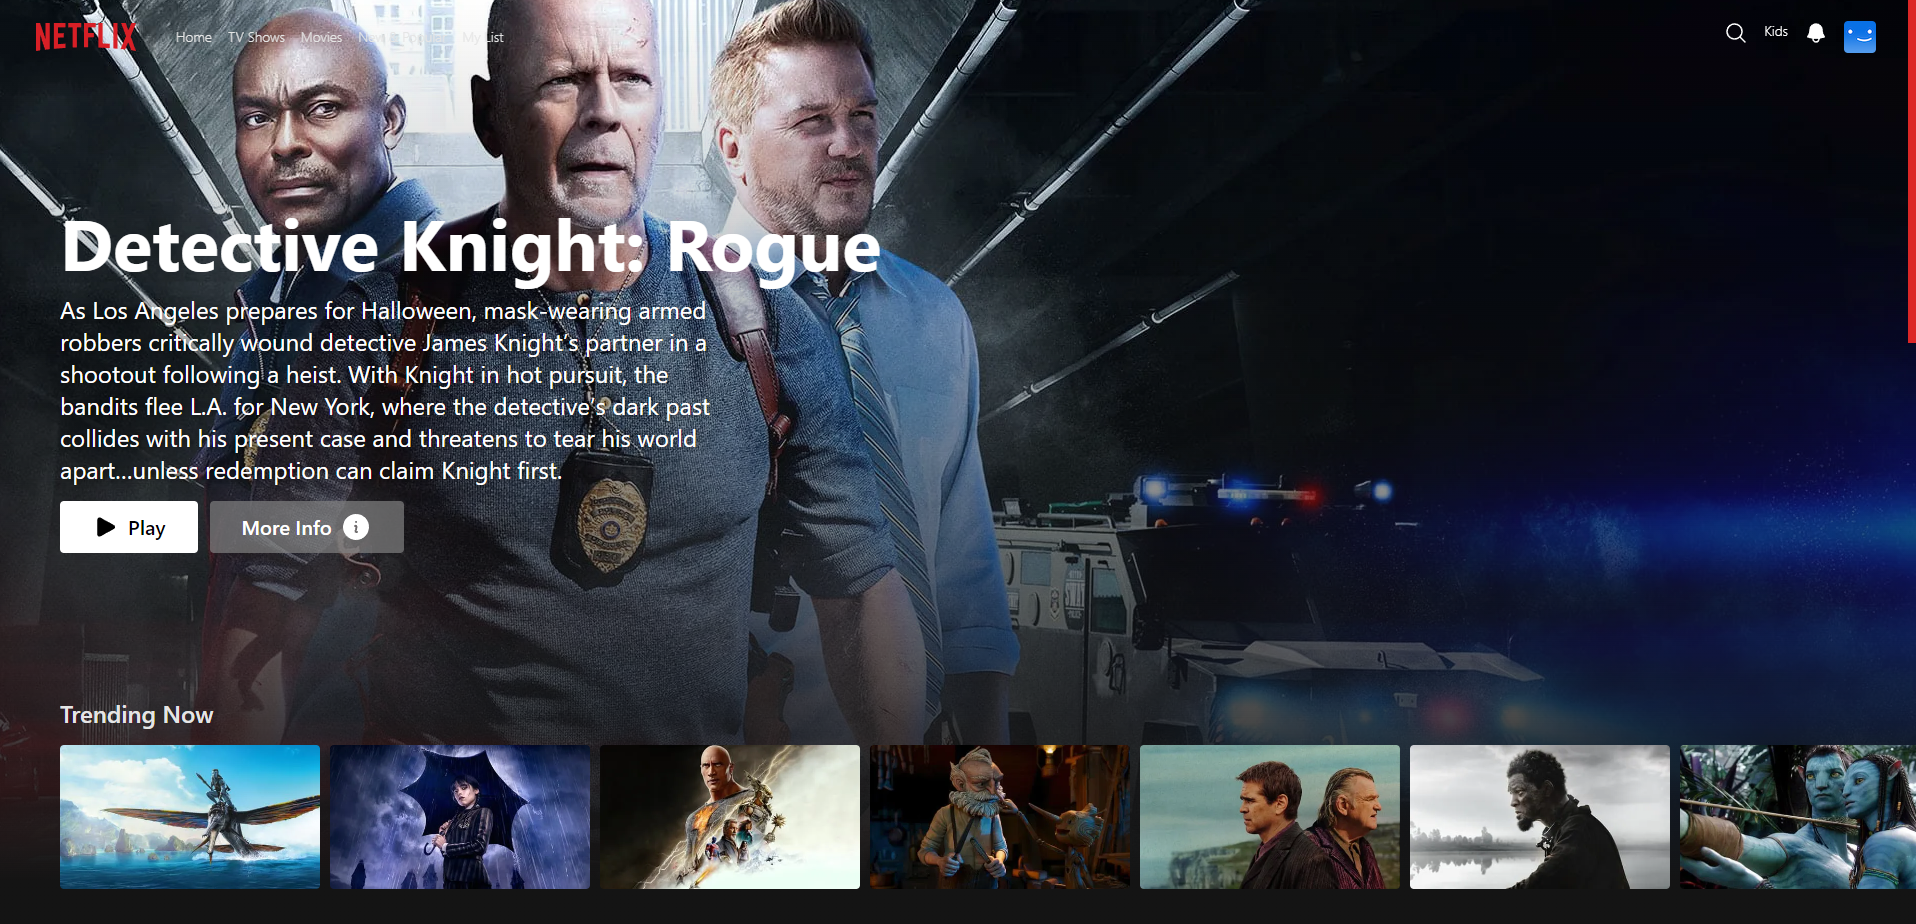 NETFLIX
Home TV Shows Movies My List
Kids
Detective Knight: Rogue
As Los Angeles prepares for Halloween, mask-wearing armed
robbers critically wound detective James Knight’s partner in a
shootout following a heist. With Knight in hot pursuit, the
bandits flee L.A. for New York, where the detective’s dark past
collides with his present case and threatens to tear his world
apart...unless redemption can claim Knight first.
Play More Info
Trending Now